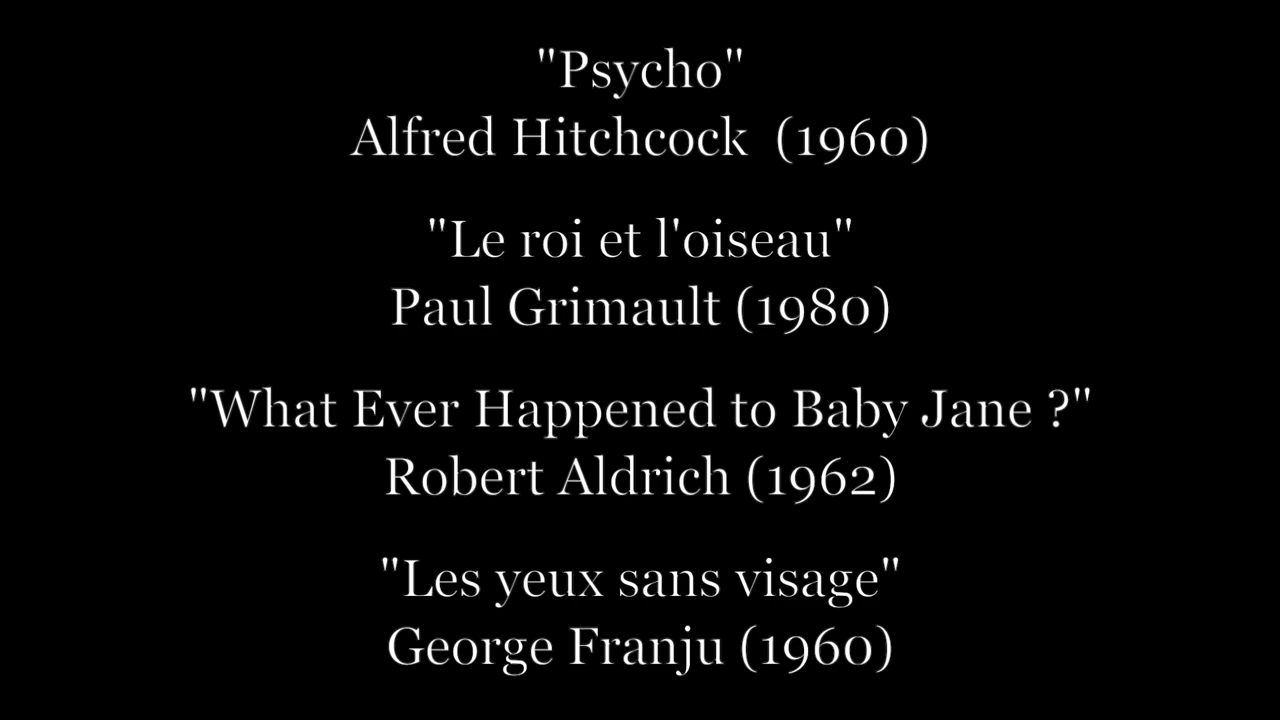 "Psycho"
Alfred Hitchcock  (1960)
"Le roi et l'oiseau"
Paul Grimault (1980)
"What Ever Happened to Baby Jane ?"
Robert Aldrich (1962)
"Les yeux sans visage"
George Franju (1960)